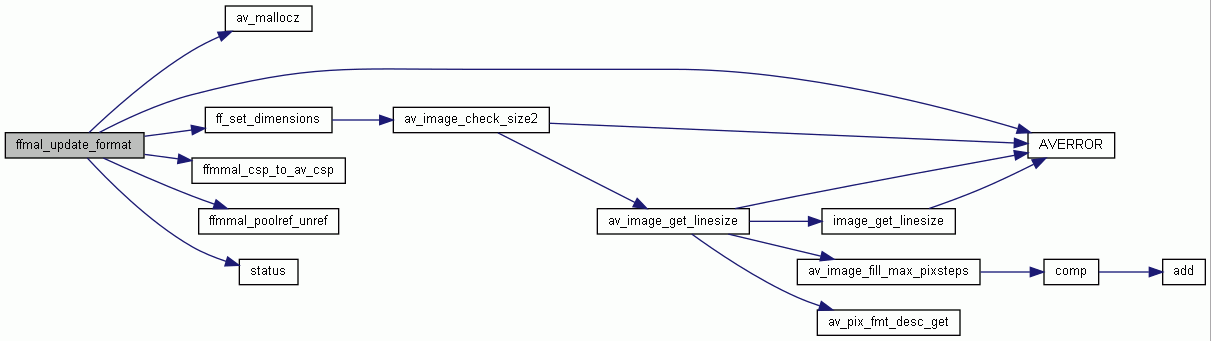 av_mallocz
ff_set_dimensions
av_image_check_size2
ffmal_update_format
AVERROR
ffmmal_csp_to_av_csp
ffmmal_poolref_unref
av_image_get_linesize
image_get_linesize
status
av_image_fill_max_pixsteps
comp
add
av_pix_fmt_desc_get